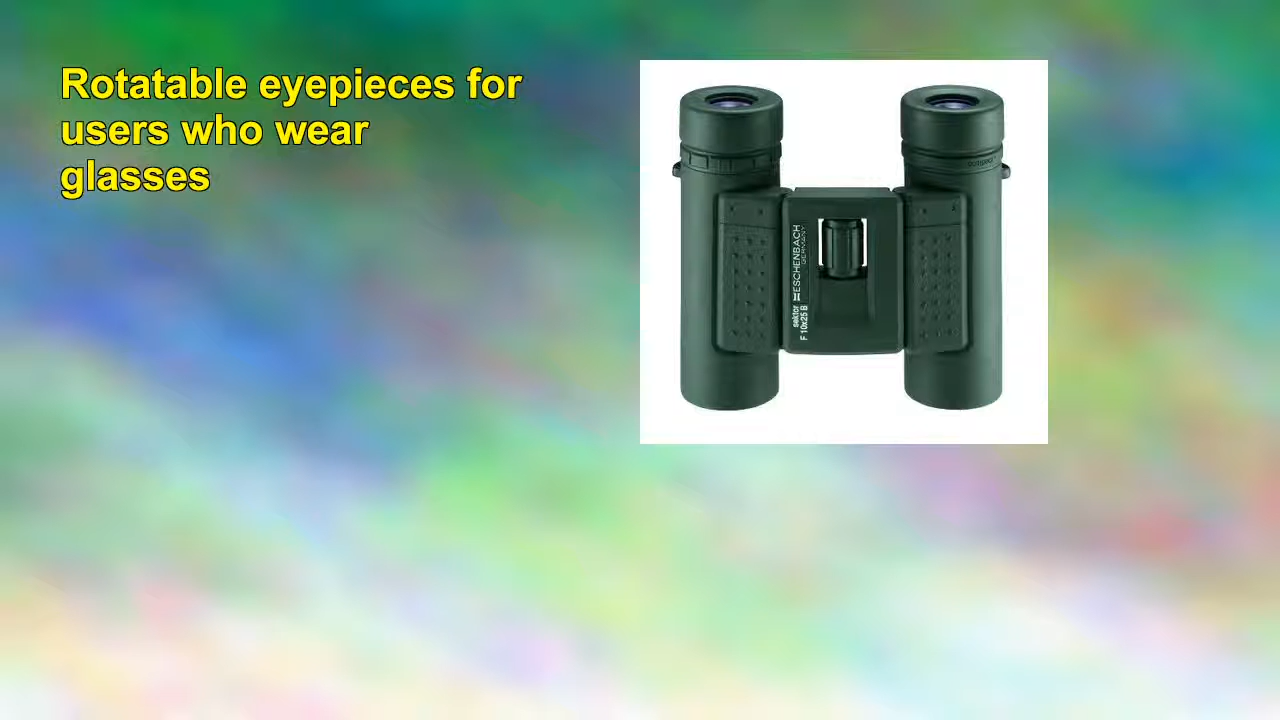 Rotatable eyepieces for
users who wear
glasses
ESCHENBACH
GERMANY
sektor
F 10x25 B